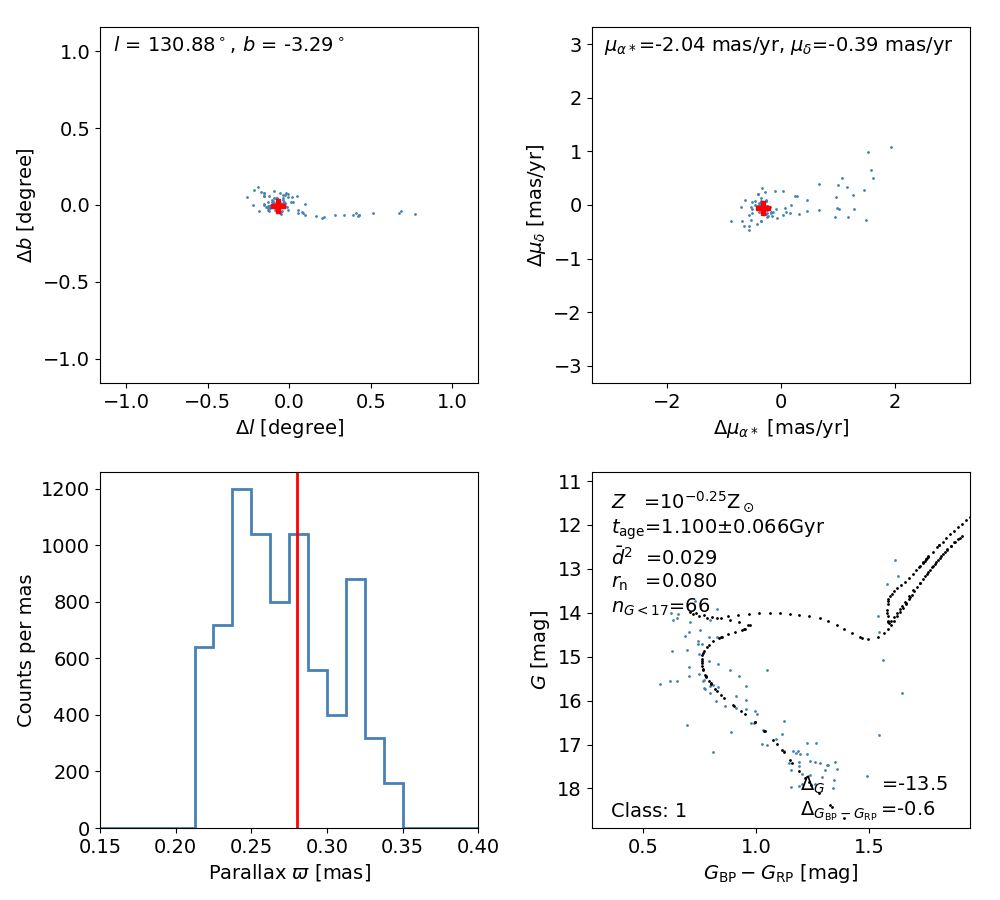 l = 130.88°, b = -3.29°
1.0
0.5
0.0
−0.5
−1.0
Δb [degree]
−1.0 −0.5 0.0 0.5 1.0
Δl [degree]
μα∗=-2.04 mas/yr, μδ=-0.39 mas/yr
3
2
1
0
−1
−2
−3
Δμδ [mas/yr]
−2 0 2
Δμα∗ [mas/yr]
1200
1000
800
600
400
200
0
Counts per mas
0.15 0.20 0.25 0.30 0.35 0.40
Parallax ϖ [mas]
Z =10^−0.25Z⊙
t_age=1.100±0.066Gyr
d̄² =0.029
r_n =0.080
n_G<17=66
Δ_G =-13.5
Δ_G_BP−G_RP =-0.6
Class: 1
11
12
13
14
15
16
17
18
G [mag]
0.5 1.0 1.5
G_BP − G_RP [mag]